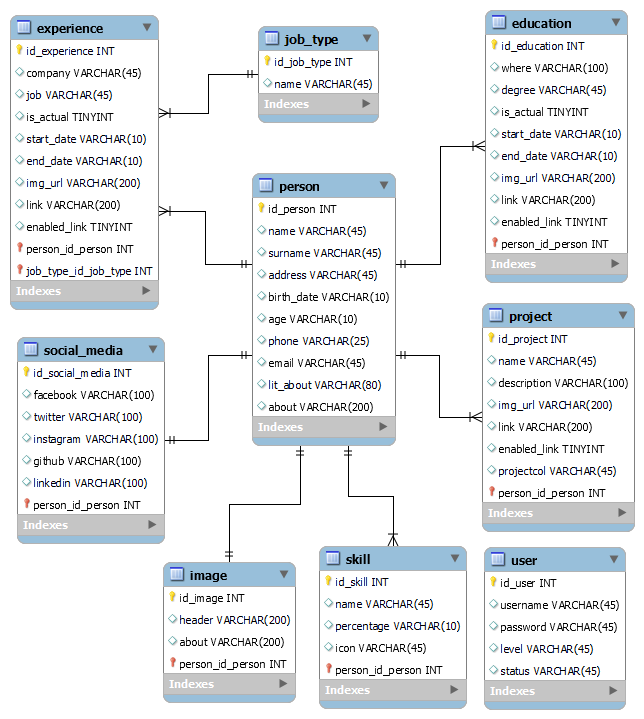 experience
id_experience INT
company VARCHAR(45)
job VARCHAR(45)
is_actual TINYINT
start_date VARCHAR(10)
end_date VARCHAR(10)
img_url VARCHAR(200)
link VARCHAR(200)
enabled_link TINYINT
person_id_person INT
job_type_id_job_type INT
Indexes
job_type
id_job_type INT
name VARCHAR(45)
Indexes
education
id_education INT
where VARCHAR(100)
degree VARCHAR(45)
is_actual TINYINT
start_date VARCHAR(10)
end_date VARCHAR(10)
img_url VARCHAR(200)
link VARCHAR(200)
enabled_link TINYINT
person_id_person INT
Indexes
person
id_person INT
name VARCHAR(45)
surname VARCHAR(45)
address VARCHAR(45)
birth_date VARCHAR(10)
age VARCHAR(10)
phone VARCHAR(25)
email VARCHAR(45)
lit_about VARCHAR(80)
about VARCHAR(200)
Indexes
social_media
id_social_media INT
facebook VARCHAR(100)
twitter VARCHAR(100)
instagram VARCHAR(100)
github VARCHAR(100)
linkedin VARCHAR(100)
person_id_person INT
Indexes
project
id_project INT
name VARCHAR(45)
description VARCHAR(100)
img_url VARCHAR(200)
link VARCHAR(200)
enabled_link TINYINT
projectcol VARCHAR(45)
person_id_person INT
Indexes
image
id_image INT
header VARCHAR(200)
about VARCHAR(200)
person_id_person INT
Indexes
skill
id_skill INT
name VARCHAR(45)
percentage VARCHAR(10)
icon VARCHAR(45)
person_id_person INT
Indexes
user
id_user INT
username VARCHAR(45)
password VARCHAR(45)
level VARCHAR(45)
status VARCHAR(45)
Indexes